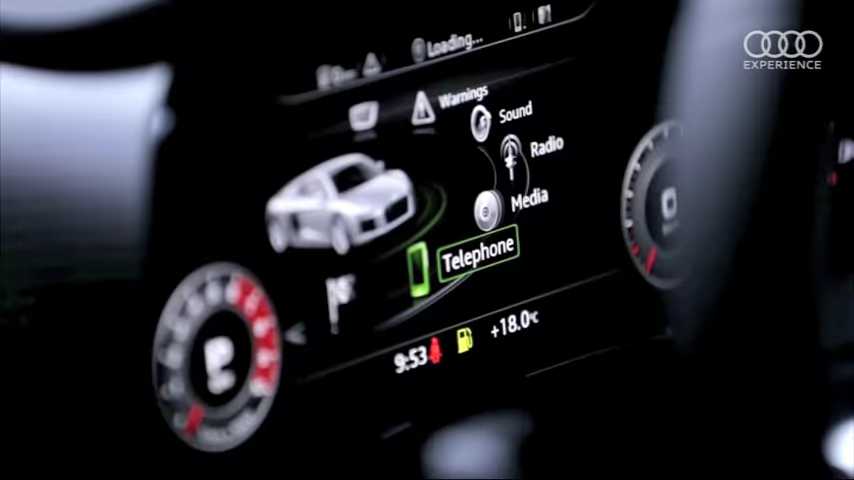 Loading...
EXPERIENCE
Warnings
Sound
Radio
Media
Telephone
+18.0°C
9:53